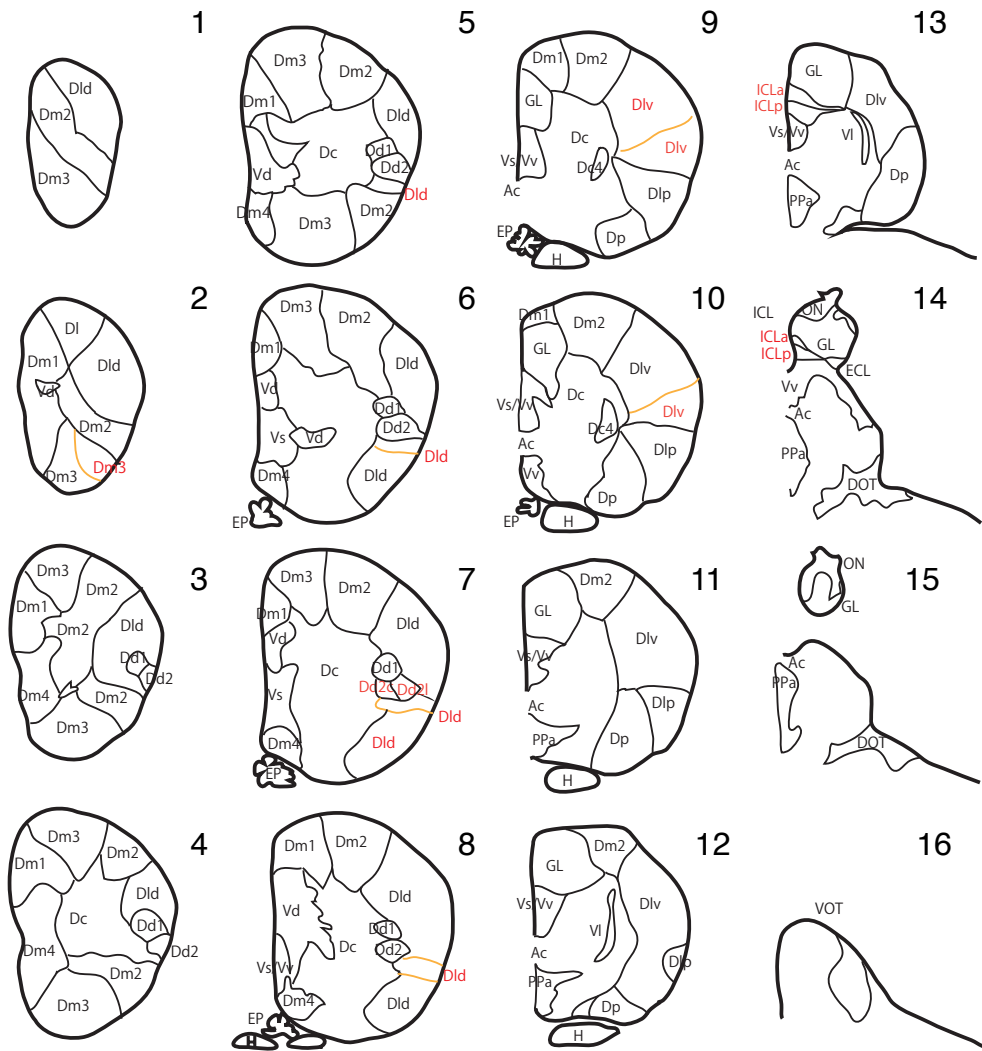 1
Dld
Dm2
Dm3
2
Dl
Dm1
Dld
Vd
Dm2
Dm3
Dm3
3
Dm3
Dm2
Dm1
Dm2
Dld
Dd1
Dd2
Dm4
Dm2
Dm3
4
Dm3
Dm2
Dm1
Dld
Dc
Dd1
Dd2
Dm4
Dm2
Dm3
5
Dm3
Dm2
Dm1
Dld
Dc
Dd1
Dd2
Vd
Dld
Dm4
Dm2
Dm3
6
Dm3
Dm2
Dm1
Dld
Vd
Dd1
Dd2
Vs
Vd
Dld
Dm4
Dld
EP
7
Dm3
Dm2
Dm1
Dld
Vd
Dc
Dd1
Dd2c
Dd2l
Vs
Dld
Dm4
Dld
EP
8
Dm1
Dm2
Dld
Vd
Dd1
Dc
Dd2
Vs/Vv
Dld
Dm4
Dld
EP
H
9
Dm1
Dm2
GL
Dlv
Dc
Dlv
Vs/Vv
Dc4
Dlp
Ac
EP
Dp
H
10
Dm1
Dm2
GL
Dlv
Dc
Vs/Vv
Dlv
Dc4
Ac
Dlp
Vv
Dp
EP
H
11
Dm2
GL
Dlv
Vs/Vv
Ac
Dlp
PPa
Dp
H
12
Dm2
GL
Vs/Vv
Dlv
Vl
Ac
Dlp
PPa
Dp
H
13
GL
ICLa
Dlv
ICLp
Vs/Vv
Vl
Ac
Dp
PPa
14
ICL
ON
ICLa
GL
ICLp
ECL
Vv
Ac
PPa
DOT
15
ON
GL
Ac
PPa
DOT
16
VOT